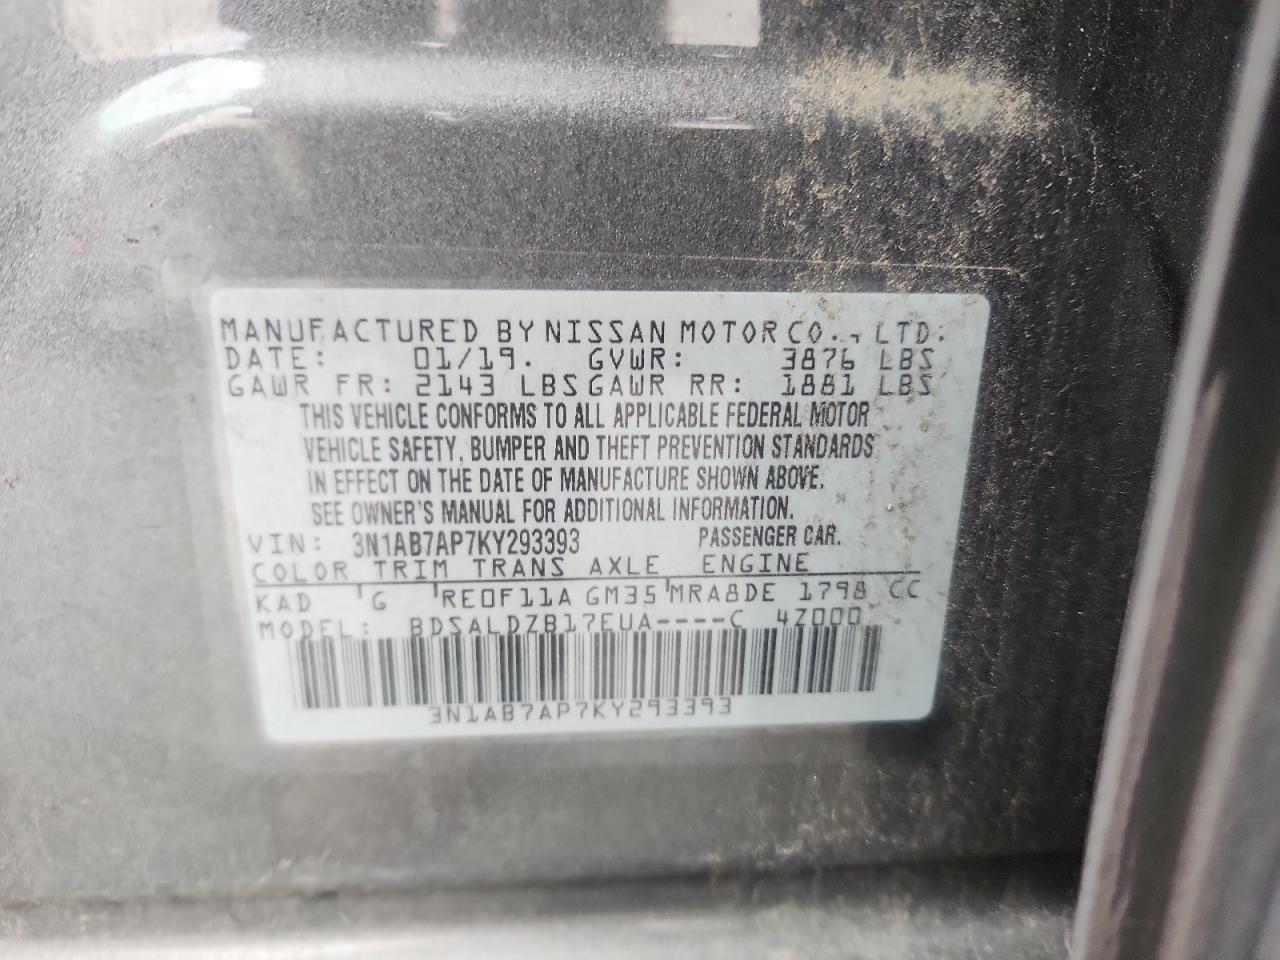 MANUFACTURED BY NISSAN MOTOR CO., LTD.
DATE: 01/19. GVWR: 3876 LBS
GAWR FR: 2143 LBS GAWR RR: 1881 LBS
THIS VEHICLE CONFORMS TO ALL APPLICABLE FEDERAL MOTOR
VEHICLE SAFETY, BUMPER AND THEFT PREVENTION STANDARDS
IN EFFECT ON THE DATE OF MANUFACTURE SHOWN ABOVE.
SEE OWNER'S MANUAL FOR ADDITIONAL INFORMATION.
VIN: 3N1AB7AP7KY293393 PASSENGER CAR.
COLOR TRIM TRANS AXLE ENGINE
KAD G RE0F11A GM35 MRA8DE 1798 CC
MODEL: BDSALDZB17EUA----C 4Z000
3N1AB7AP7KY293393